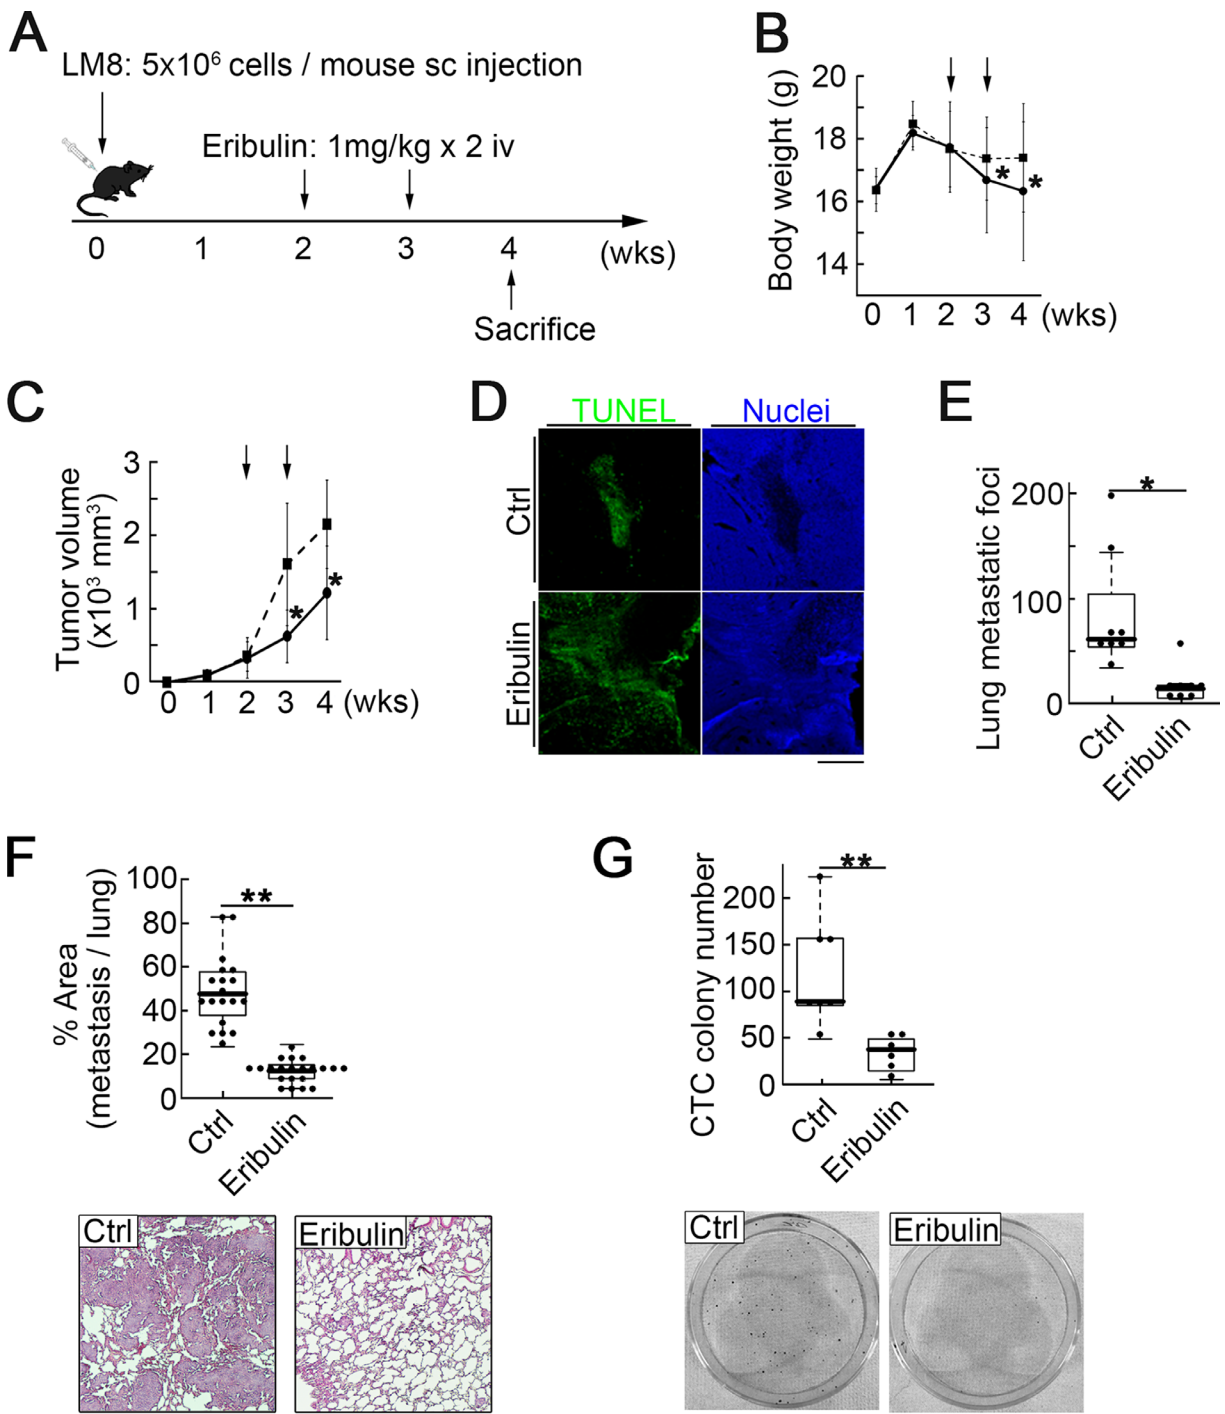 A
LM8: 5x10⁶ cells / mouse sc injection
Eribulin: 1mg/kg x 2 iv
0 1 2 3 4 (wks)
Sacrifice
B
Body weight (g)
20
18
16
14
* *
0 1 2 3 4 (wks)
C
Tumor volume
(x10³ mm³)
3
2
1
0
* *
0 1 2 3 4 (wks)
D
TUNEL Nuclei
Ctrl
Eribulin
E
Lung metastatic foci
200
100
0
*
Ctrl
Eribulin
F
% Area
(metastasis / lung)
100
80
60
40
20
0
**
Ctrl
Eribulin
Ctrl
Eribulin
G
CTC colony number
200
150
100
50
0
**
Ctrl
Eribulin
Ctrl
Eribulin